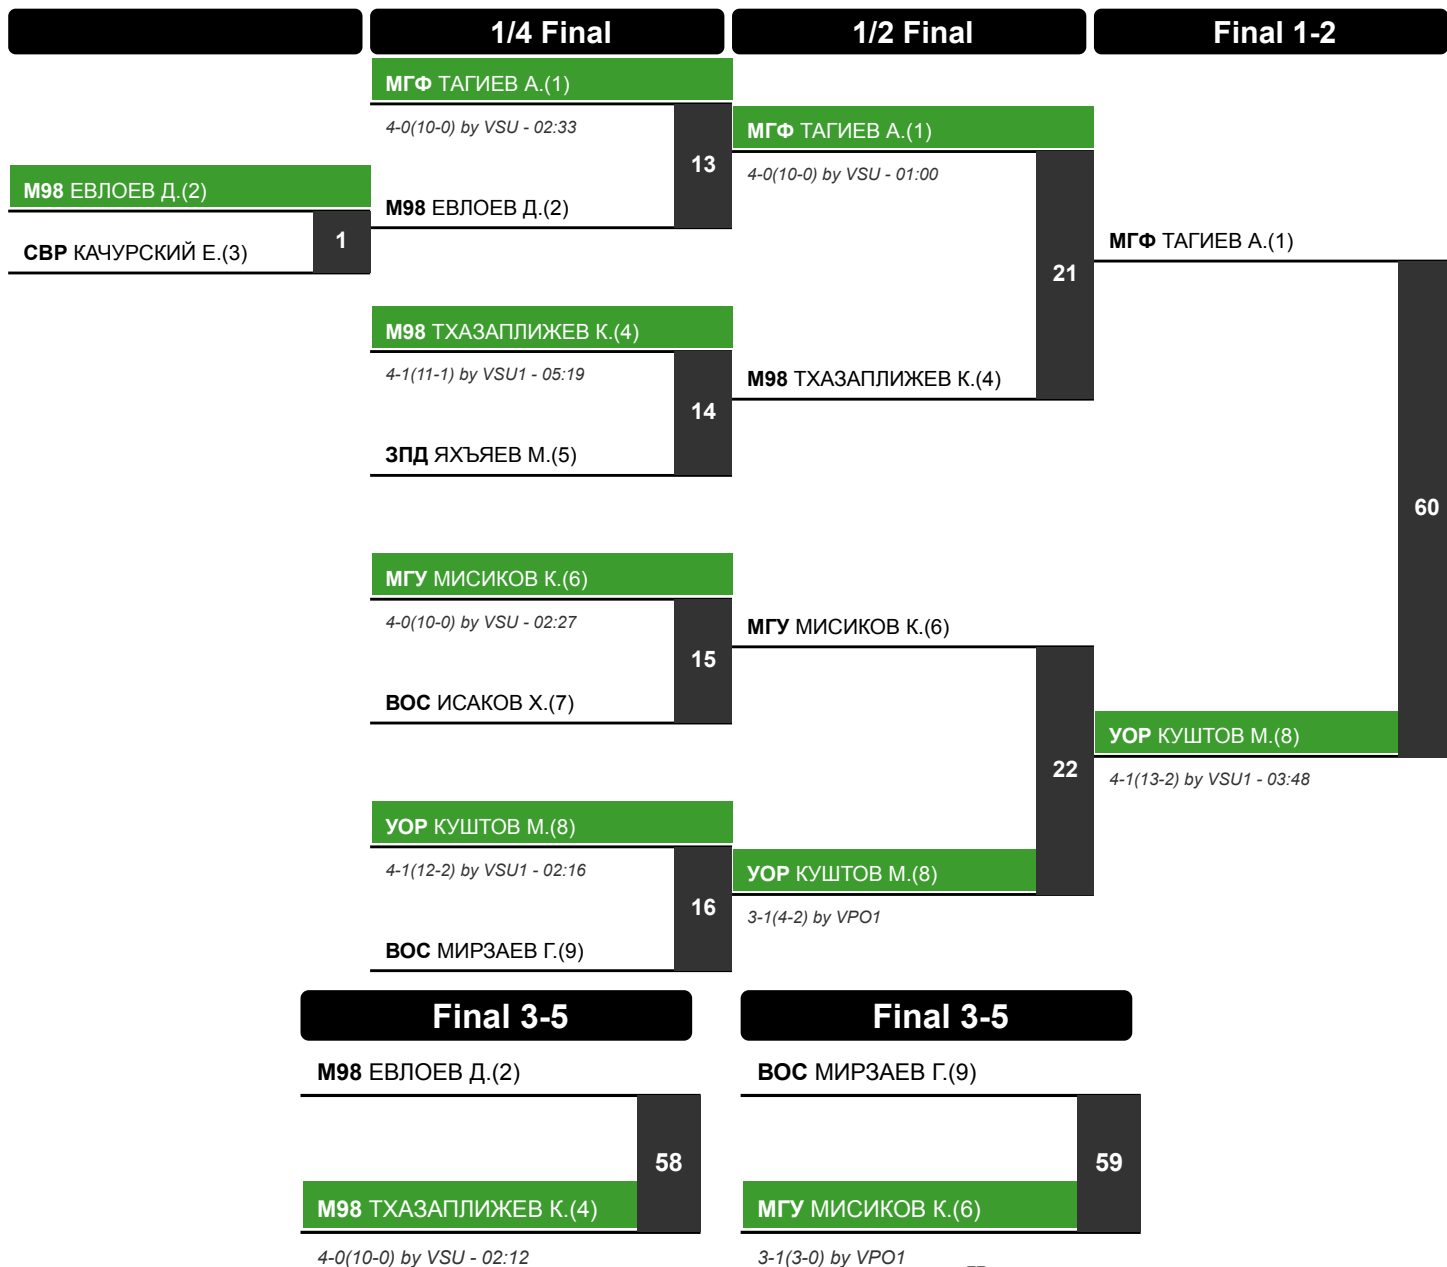 1/4 Final
1/2 Final
Final 1-2
МГФ ТАГИЕВ А.(1)
4-0(10-0) by VSU - 02:33
13
М98 ЕВЛОЕВ Д.(2)
М98 ЕВЛОЕВ Д.(2)
СВР КАЧУРСКИЙ Е.(3)
1
МГФ ТАГИЕВ А.(1)
4-0(10-0) by VSU - 01:00
21
М98 ТХАЗАПЛИЖЕВ К.(4)
МГФ ТАГИЕВ А.(1)
М98 ТХАЗАПЛИЖЕВ К.(4)
4-1(11-1) by VSU1 - 05:19
14
ЗПД ЯХЪЯЕВ М.(5)
60
МГУ МИСИКОВ К.(6)
4-0(10-0) by VSU - 02:27
15
ВОС ИСАКОВ Х.(7)
МГУ МИСИКОВ К.(6)
22
УОР КУШТОВ М.(8)
3-1(4-2) by VPO1
УОР КУШТОВ М.(8)
4-1(13-2) by VSU1 - 03:48
УОР КУШТОВ М.(8)
4-1(12-2) by VSU1 - 02:16
16
ВОС МИРЗАЕВ Г.(9)
Final 3-5
М98 ЕВЛОЕВ Д.(2)
58
М98 ТХАЗАПЛИЖЕВ К.(4)
4-0(10-0) by VSU - 02:12
Final 3-5
ВОС МИРЗАЕВ Г.(9)
59
МГУ МИСИКОВ К.(6)
3-1(3-0) by VPO1